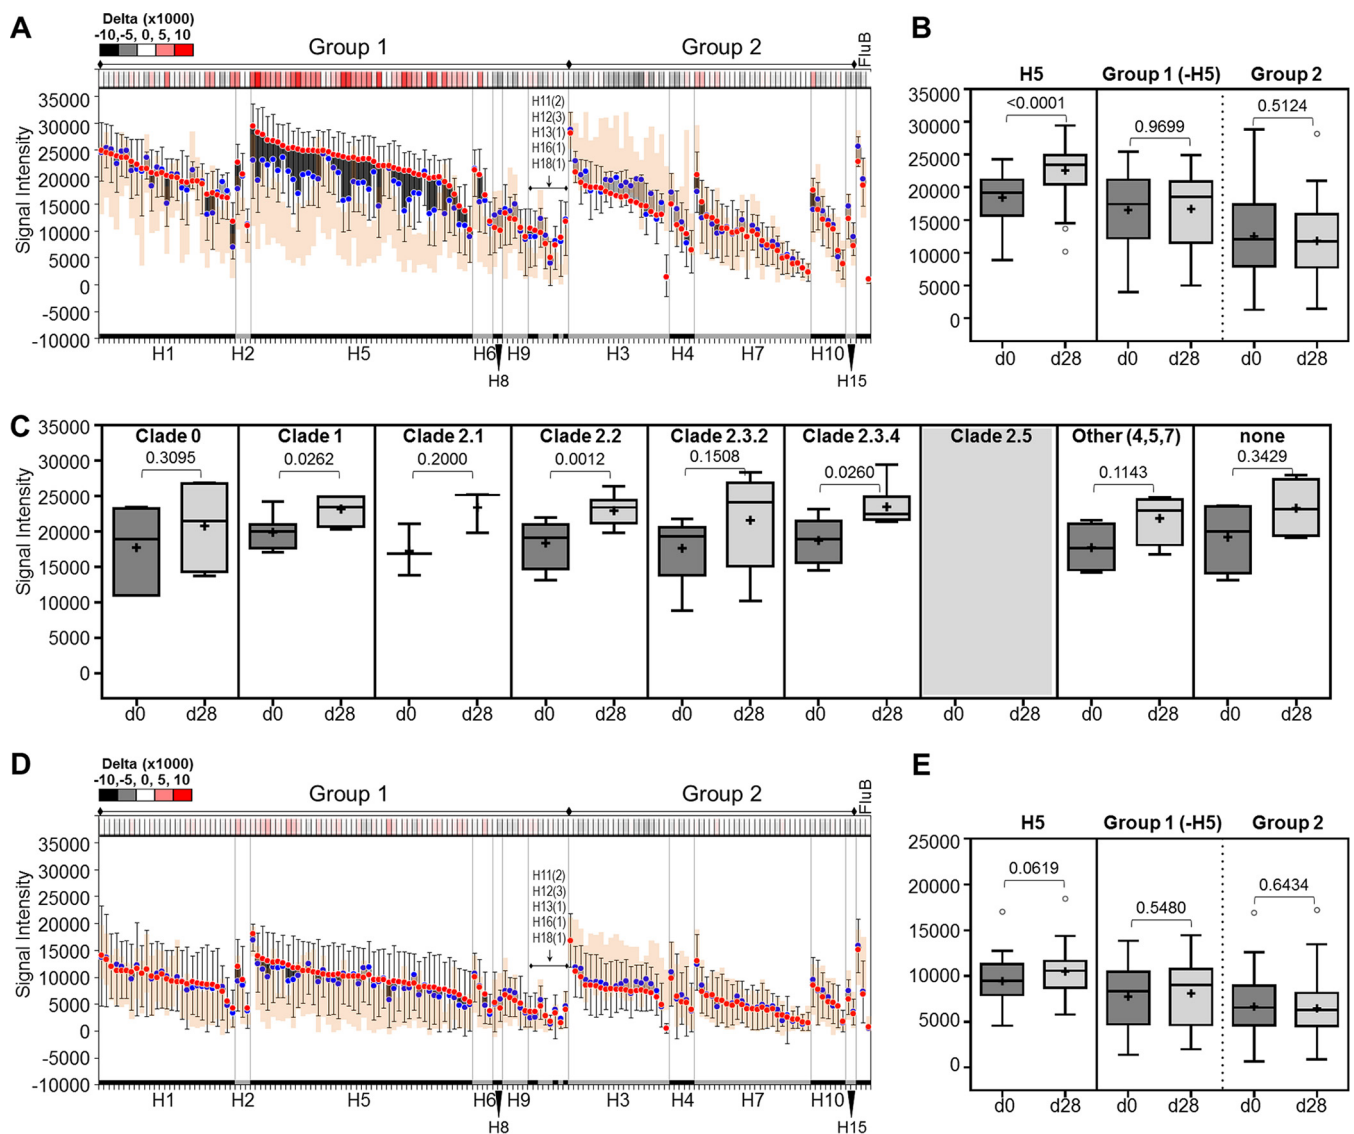 A
Delta (x1000)
-10,-5, 0, 5, 10
Group 1
Group 2
FluB
Signal Intensity
35000
30000
25000
20000
15000
10000
5000
0
-5000
-10000
H11(2)
H12(3)
H13(1)
H16(1)
H18(1)
H1
H2
H5
H6
H8
H9
H3
H4
H7
H10
H15
B
H5
Group 1 (-H5)
Group 2
<0.0001
0.9699
0.5124
35000
30000
25000
20000
15000
10000
5000
0
d0 d28 d0 d28 d0 d28
C
Signal Intensity
35000
30000
25000
20000
15000
10000
5000
0
Clade 0
Clade 1
Clade 2.1
Clade 2.2
Clade 2.3.2
Clade 2.3.4
Clade 2.5
Other (4,5,7)
none
0.3095
0.0262
0.2000
0.0012
0.1508
0.0260
0.1143
0.3429
d0 d28 d0 d28 d0 d28 d0 d28 d0 d28 d0 d28 d0 d28 d0 d28 d0 d28
D
Delta (x1000)
-10,-5, 0, 5, 10
Group 1
Group 2
FluB
Signal Intensity
35000
30000
25000
20000
15000
10000
5000
0
-5000
-10000
H11(2)
H12(3)
H13(1)
H16(1)
H18(1)
H1
H2
H5
H6
H8
H9
H3
H4
H7
H10
H15
E
H5
Group 1 (-H5)
Group 2
0.0619
0.5480
0.6434
25000
20000
15000
10000
5000
0
d0 d28 d0 d28 d0 d28